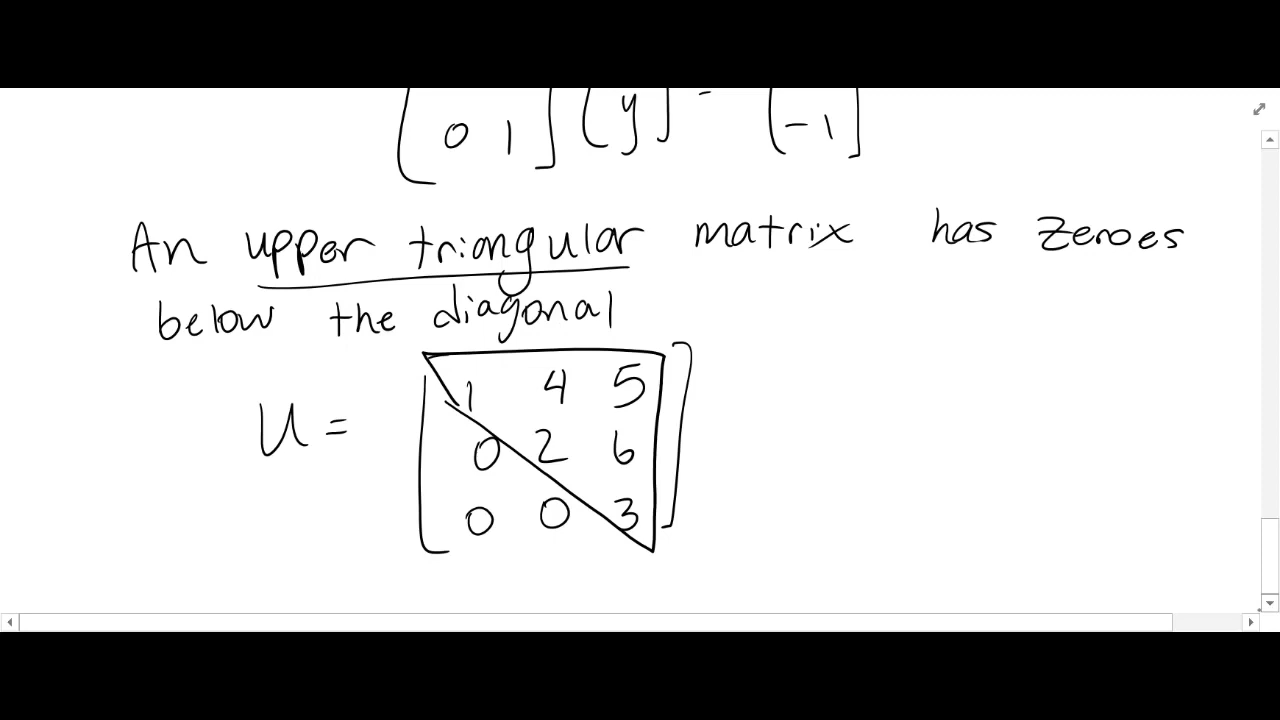 [0 1] [y] = [-1]
An upper triangular matrix has zeroes
below the diagonal
U = [1 4 5
0 2 6
0 0 3]